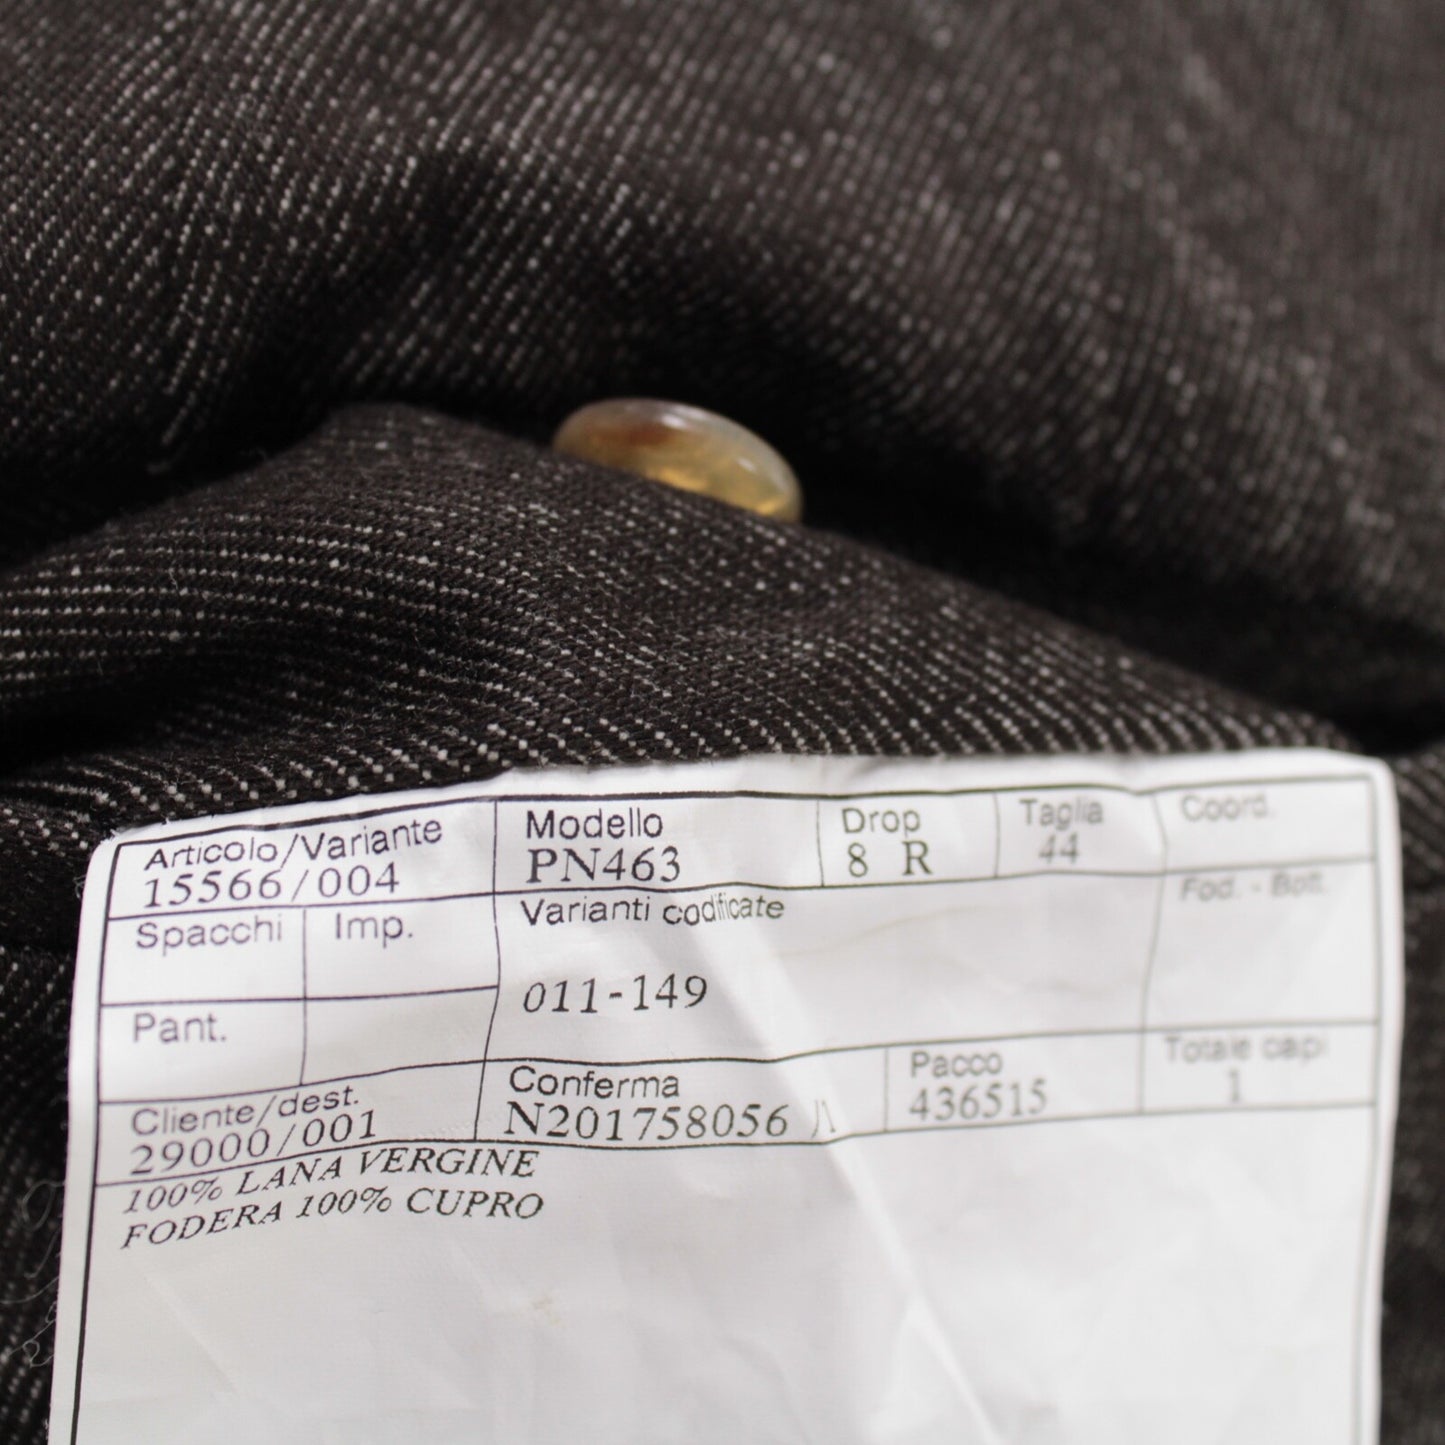 Articolo/Variante Modello Drop Taglia Coord.
15566/004 PN463 8 R 44
Spacchi Imp. Varianti codificate Fod. - Bott.
011-149
Pant.
Cliente/dest. Conferma Pacco Totale capi
29000/001 N201758056 /1 436515 1
100% LANA VERGINE
FODERA 100% CUPRO